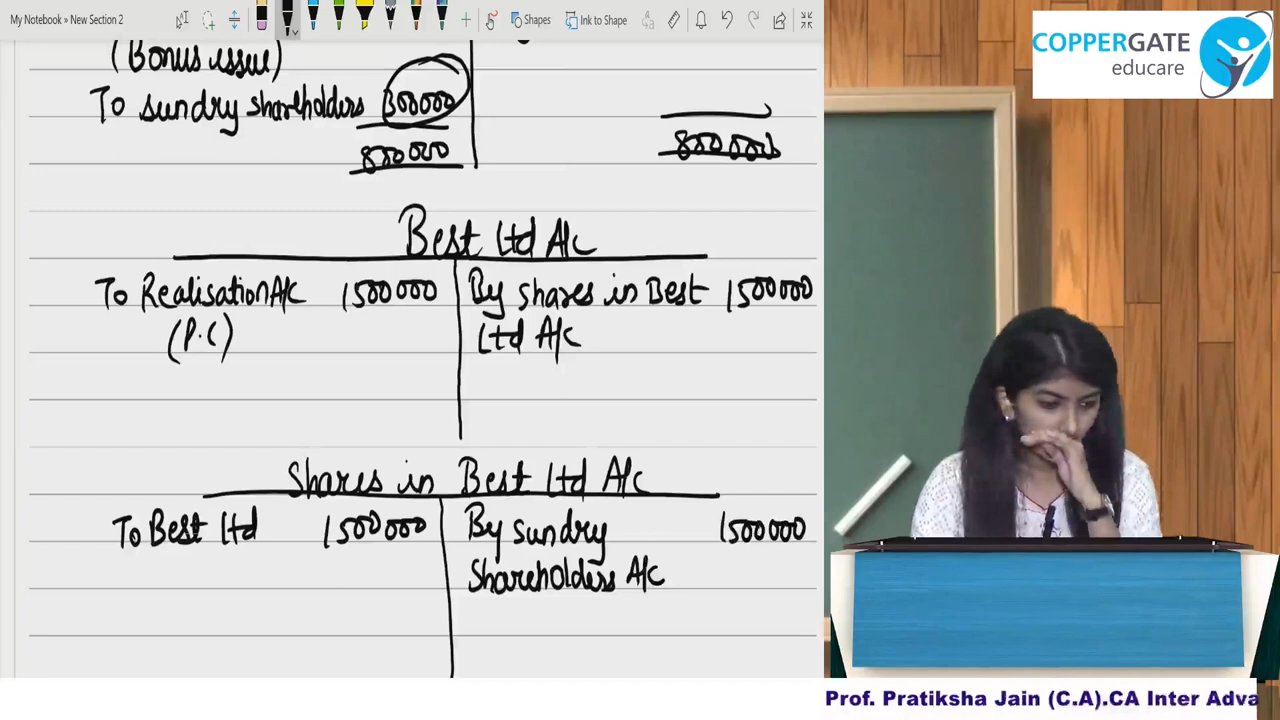 My Notebook » New Section 2
Shapes
Ink to Shape
COPPERGATE
educare
(Bonus issue)
To sundry shareholders 300000
800000
800000
Best Ltd A/c
To Realisation A/c 1500000
(P.C)
By shares in Best 1500000
Ltd A/c
Shares in Best Ltd A/c
To Best Ltd 1500000
By sundry 1500000
Shareholders A/c
Prof. Pratiksha Jain (C.A).CA Inter Adva